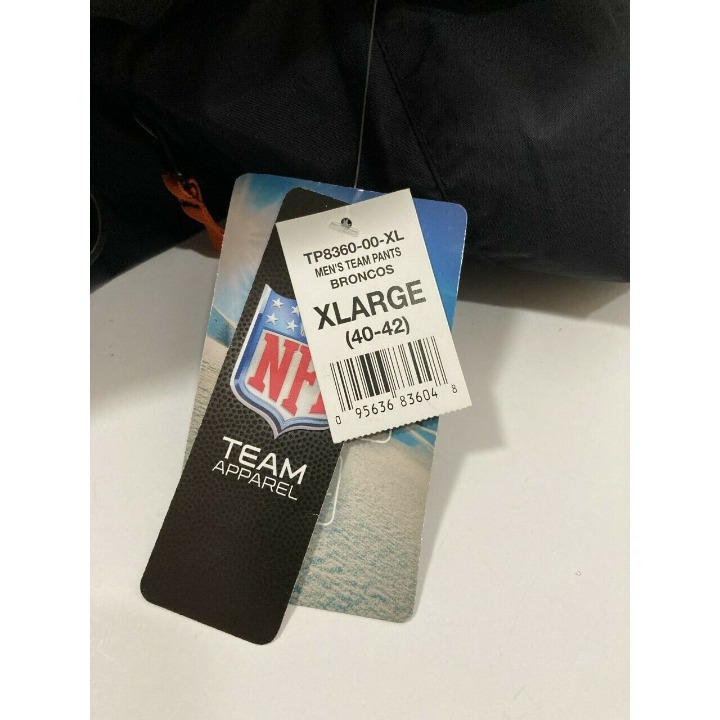 TP8360-00-XL
MEN'S TEAM PANTS
BRONCOS
XLARGE
(40-42)
0 95636 83604 8
NFL
TEAM
APPAREL